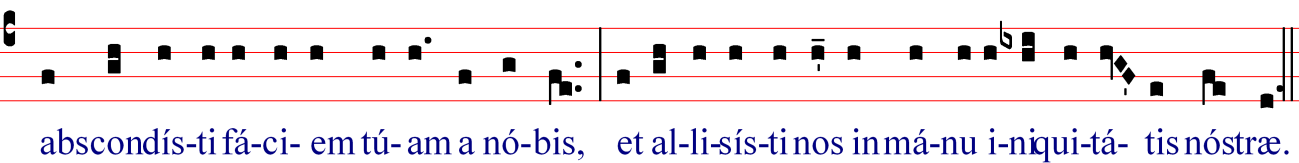 abscondís-ti fá-ci- em tú- am a nó-bis, et al-li-sís-ti nos in má-nu i-niqui-tá- tis nóstræ.